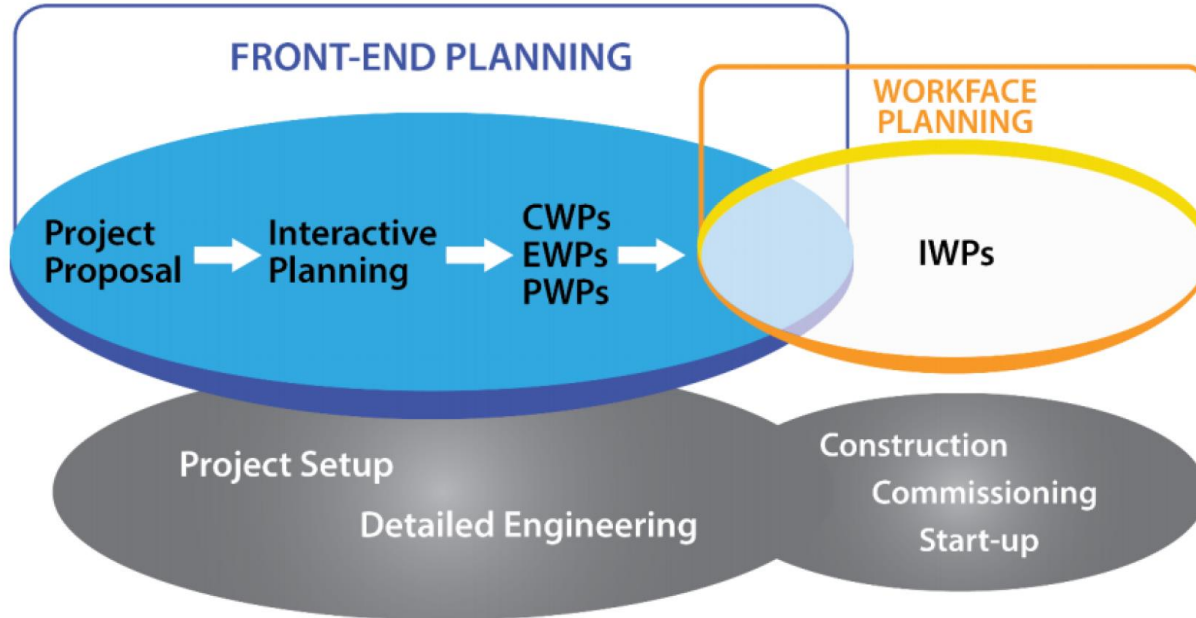 FRONT-END PLANNING
WORKFACE
PLANNING
Project
Proposal
Interactive
Planning
CWPs
EWPs
PWPs
IWPs
Project Setup
Detailed Engineering
Construction
Commissioning
Start-up